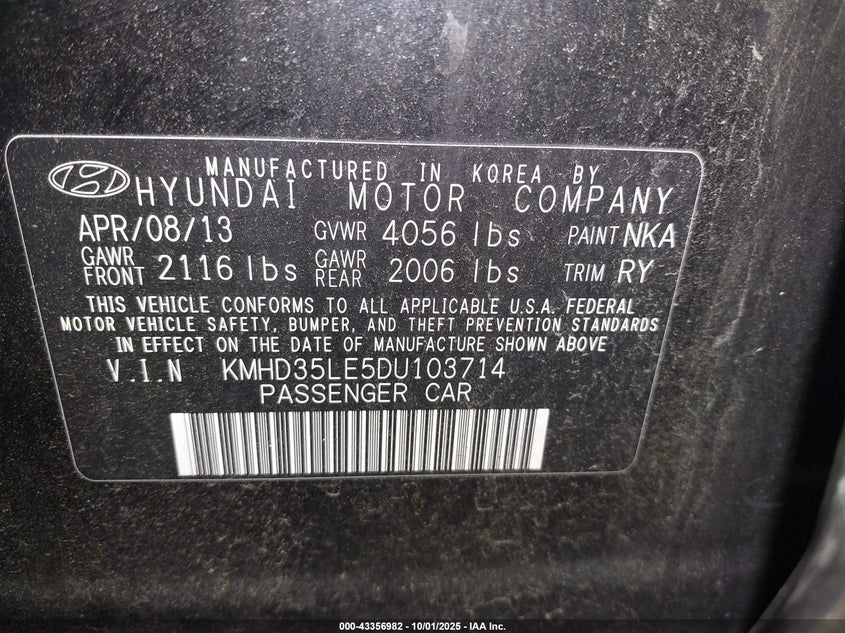 MANUFACTURED IN KOREA BY
HYUNDAI MOTOR COMPANY
APR/08/13 GVWR 4056 lbs PAINT NKA
GAWR FRONT 2116 lbs GAWR REAR 2006 lbs TRIM RY
THIS VEHICLE CONFORMS TO ALL APPLICABLE U.S.A. FEDERAL
MOTOR VEHICLE SAFETY, BUMPER, AND THEFT PREVENTION STANDARDS
IN EFFECT ON THE DATE OF MANUFACTURE SHOWN ABOVE
V.I.N KMHD35LE5DU103714
PASSENGER CAR
000-43356982 - 10/01/2025 - IAA Inc.